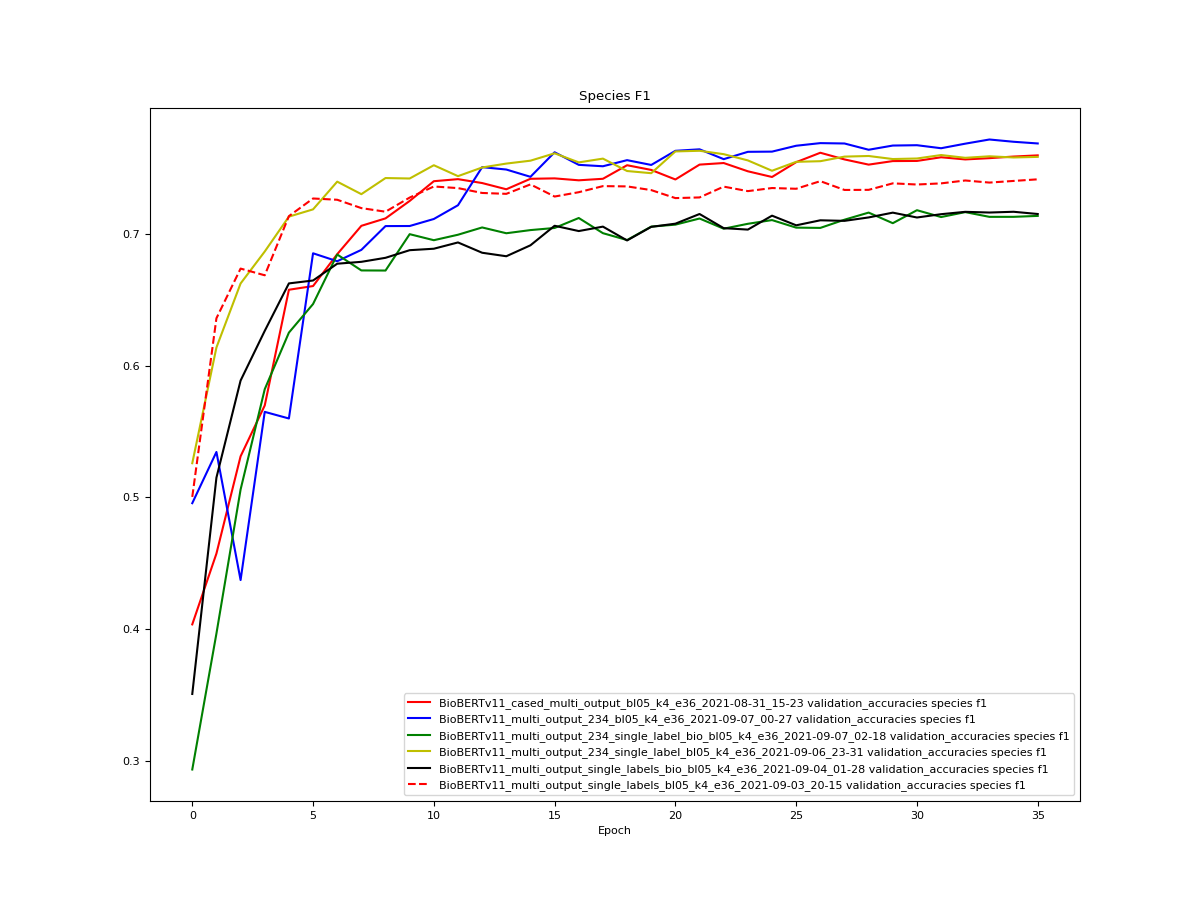 Species F1
0.7
0.6
0.5
0.4
0.3
BioBERTv11_cased_multi_output_bl05_k4_e36_2021-08-31_15-23 validation_accuracies species f1
BioBERTv11_multi_output_234_bl05_k4_e36_2021-09-07_00-27 validation_accuracies species f1
BioBERTv11_multi_output_234_single_label_bio_bl05_k4_e36_2021-09-07_02-18 validation_accuracies species f1
BioBERTv11_multi_output_234_single_label_bl05_k4_e36_2021-09-06_23-31 validation_accuracies species f1
BioBERTv11_multi_output_single_labels_bio_bl05_k4_e36_2021-09-04_01-28 validation_accuracies species f1
BioBERTv11_multi_output_single_labels_bl05_k4_e36_2021-09-03_20-15 validation_accuracies species f1
0 5 10 15 20 25 30 35
Epoch